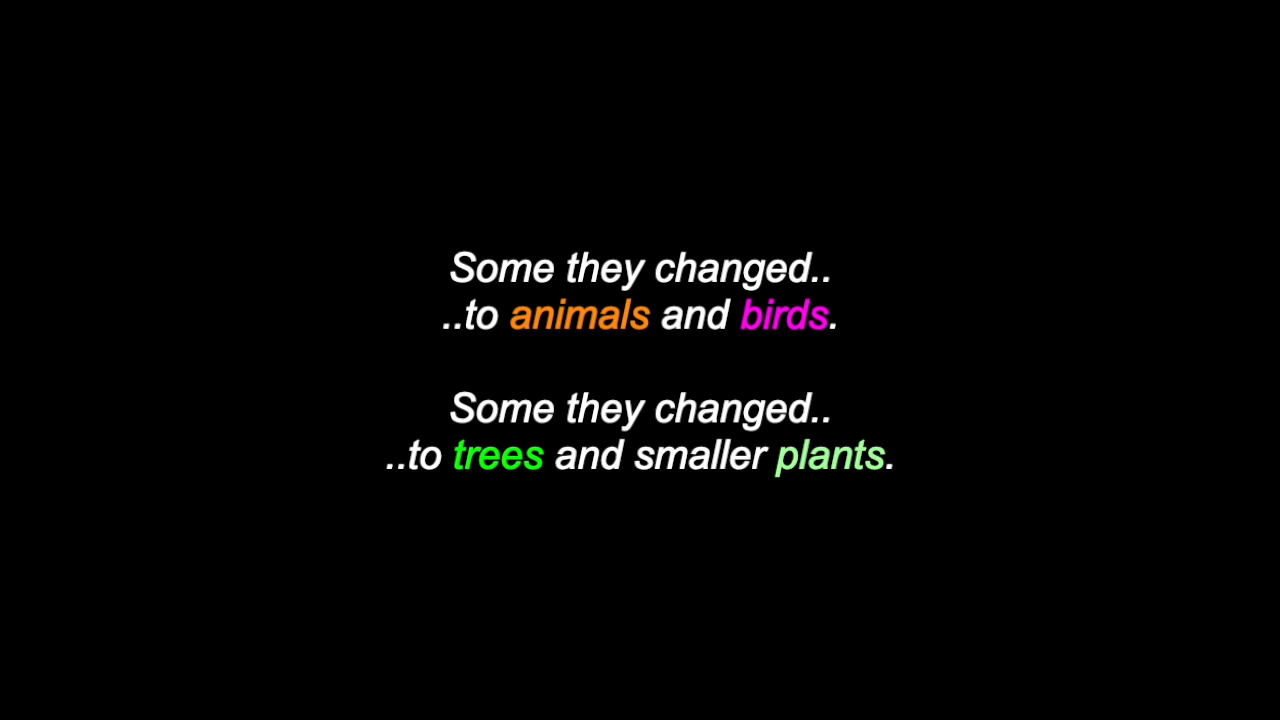 Some they changed..
..to animals and birds.
Some they changed..
..to trees and smaller plants.